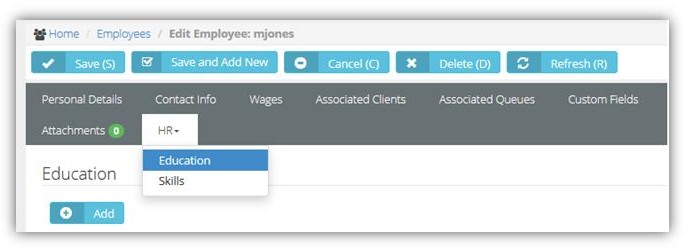 Home / Employees / Edit Employee: mjones
Save (S) Save and Add New Cancel (C) Delete (D) Refresh (R)
Personal Details Contact Info Wages Associated Clients Associated Queues Custom Fields
Attachments 0 HR
Education
Skills
Education
Add